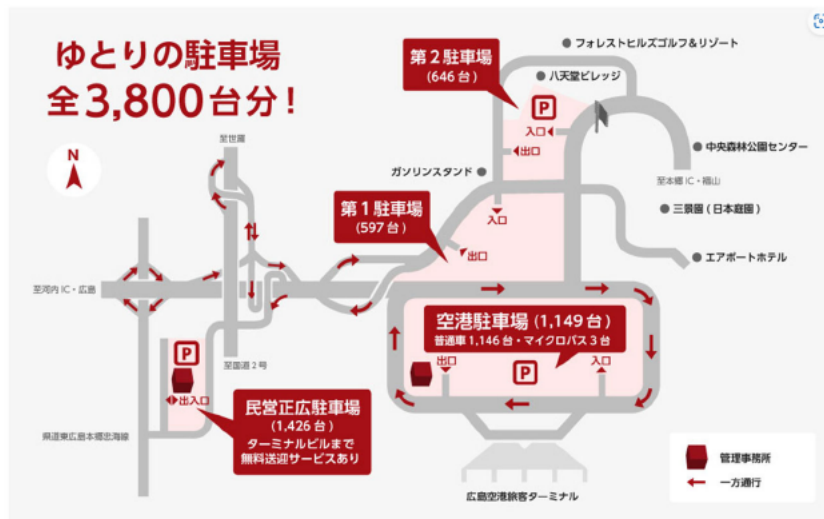 ゆとりの駐車場
全3,800台分!
N
第2駐車場
(646台)
フォレストヒルズゴルフ&リゾート
八天堂ビレッジ
P
入口
出口
中央森林公園センター
至本郷IC・福山
ガソリンスタンド
入口
三景園(日本庭園)
エアポートホテル
第1駐車場
(597台)
出口
至世羅
至河内IC・広島
至国道2号
空港駐車場(1,149台)
普通車1,146台・マイクロバス3台
出口
P
入口
P
出入口
民営正広駐車場
(1,426台)
ターミナルビルまで
無料送迎サービスあり
県道東広島本郷忠海線
広島空港旅客ターミナル
管理事務所
一方通行